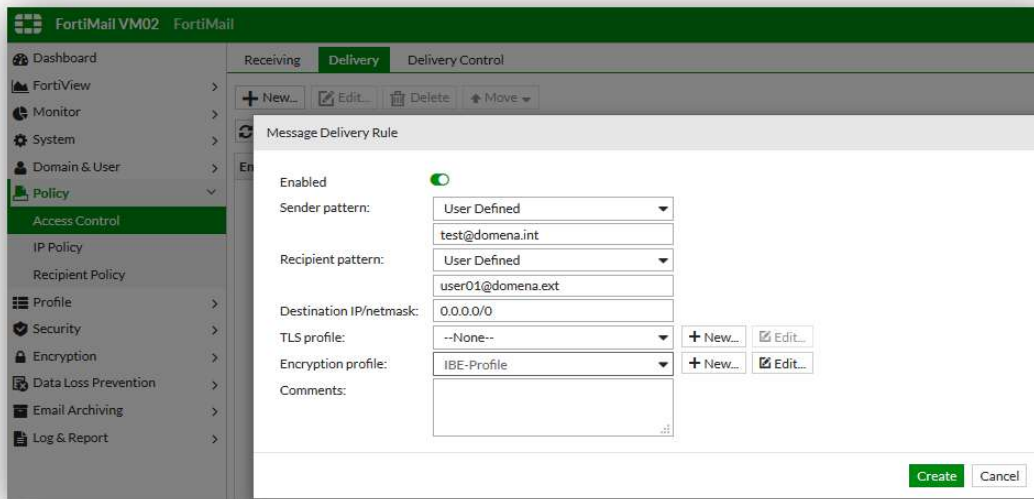 FortiMail VM02 FortiMail
Dashboard
FortiView
Monitor
System
Domain & User
Policy
Access Control
IP Policy
Recipient Policy
Profile
Security
Encryption
Data Loss Prevention
Email Archiving
Log & Report
Receiving Delivery Delivery Control
New... Edit... Delete Move
En
Message Delivery Rule
Enabled
Sender pattern: User Defined
test@domena.int
Recipient pattern: User Defined
user01@domena.ext
Destination IP/netmask: 0.0.0.0/0
TLS profile: --None-- New... Edit...
Encryption profile: IBE-Profile New... Edit...
Comments:
Create Cancel